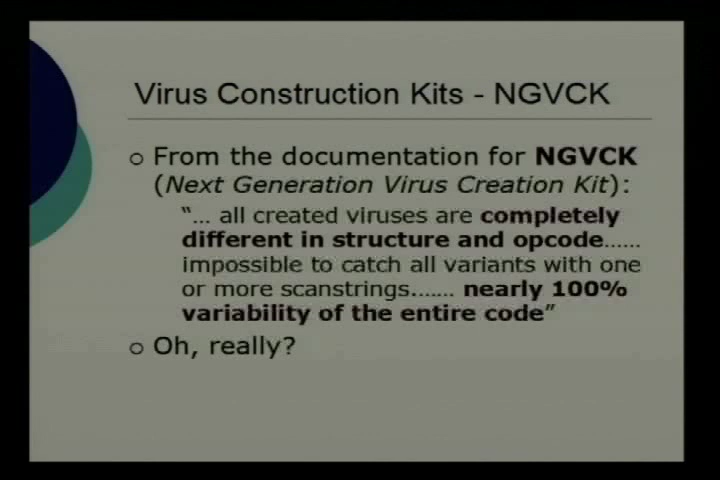 Virus Construction Kits - NGVCK
o From the documentation for NGVCK
(Next Generation Virus Creation Kit):
“… all created viruses are completely
different in structure and opcode……
impossible to catch all variants with one
or more scanstrings……. nearly 100%
variability of the entire code”
o Oh, really?